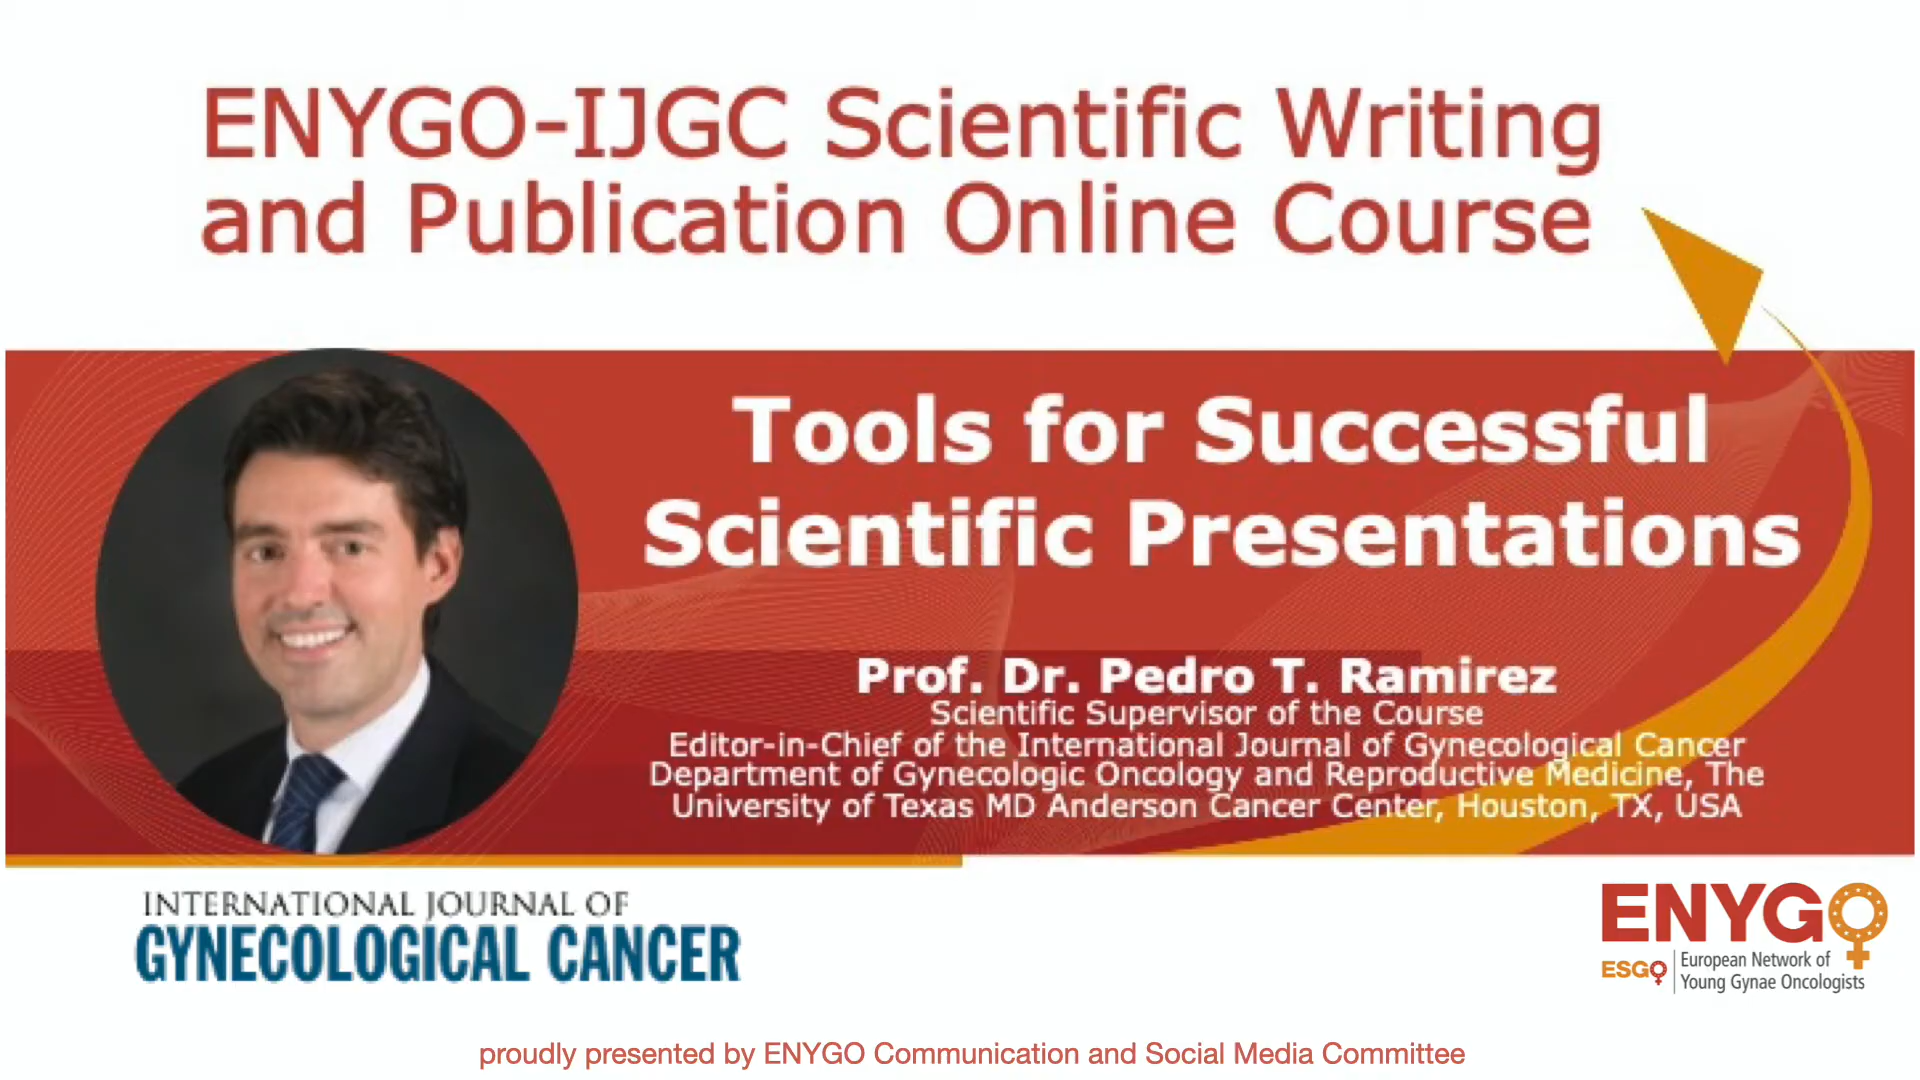 ENYGO-IJGC Scientific Writing
and Publication Online Course
Tools for Successful
Scientific Presentations
Prof. Dr. Pedro T. Ramirez
Scientific Supervisor of the Course
Editor-in-Chief of the International Journal of Gynecological Cancer
Department of Gynecologic Oncology and Reproductive Medicine, The
University of Texas MD Anderson Cancer Center, Houston, TX, USA
INTERNATIONAL JOURNAL OF
GYNECOLOGICAL CANCER
ENYGO
ESGO
European Network of
Young Gynae Oncologists
proudly presented by ENYGO Communication and Social Media Committee